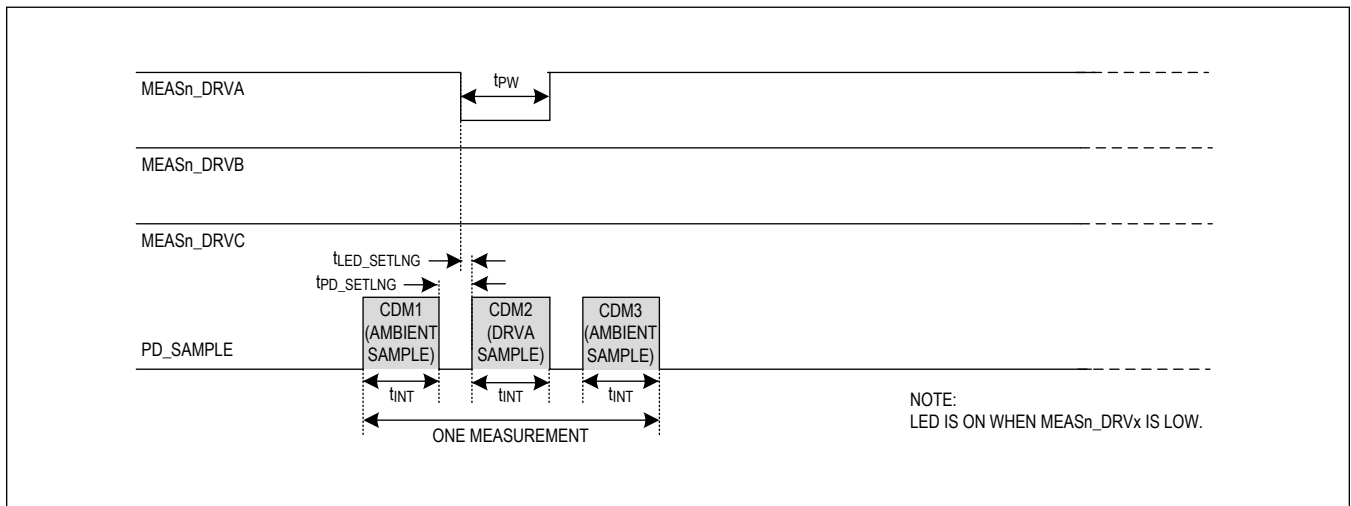 MEASn_DRVA
tPW
MEASn_DRVB
MEASn_DRVC
tLED_SETLNG
tPD_SETLNG
PD_SAMPLE
CDM1
(AMBIENT
SAMPLE)
CDM2
(DRVA
SAMPLE)
CDM3
(AMBIENT
SAMPLE)
tINT
tINT
tINT
ONE MEASUREMENT
NOTE:
LED IS ON WHEN MEASn_DRVx IS LOW.